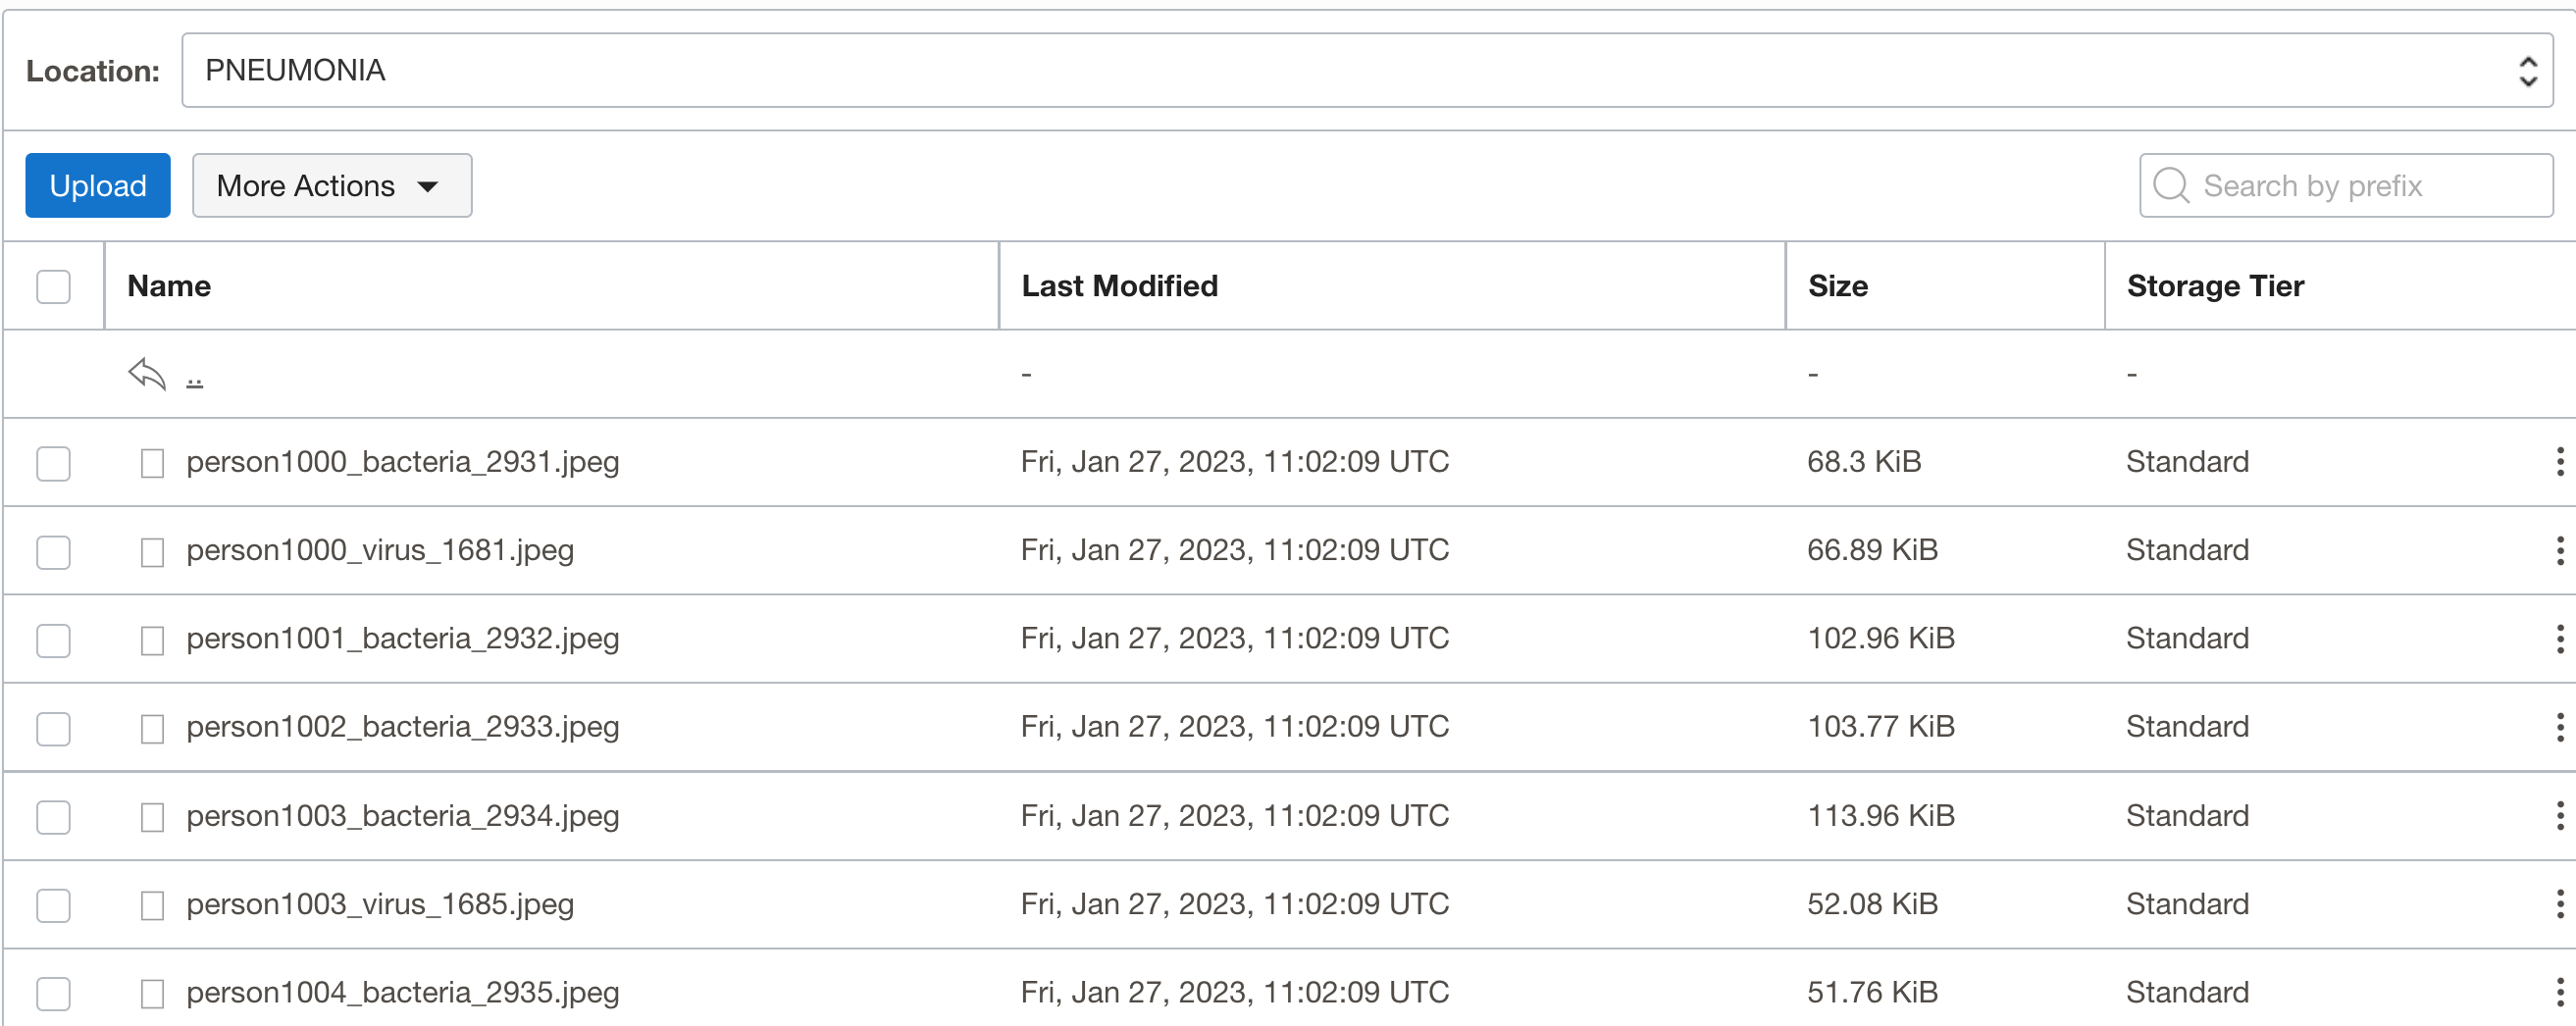 Location: PNEUMONIA
Upload More Actions Search by prefix
Name Last Modified Size Storage Tier
.. - - -
person1000_bacteria_2931.jpeg Fri, Jan 27, 2023, 11:02:09 UTC 68.3 KiB Standard
person1000_virus_1681.jpeg Fri, Jan 27, 2023, 11:02:09 UTC 66.89 KiB Standard
person1001_bacteria_2932.jpeg Fri, Jan 27, 2023, 11:02:09 UTC 102.96 KiB Standard
person1002_bacteria_2933.jpeg Fri, Jan 27, 2023, 11:02:09 UTC 103.77 KiB Standard
person1003_bacteria_2934.jpeg Fri, Jan 27, 2023, 11:02:09 UTC 113.96 KiB Standard
person1003_virus_1685.jpeg Fri, Jan 27, 2023, 11:02:09 UTC 52.08 KiB Standard
person1004_bacteria_2935.jpeg Fri, Jan 27, 2023, 11:02:09 UTC 51.76 KiB Standard